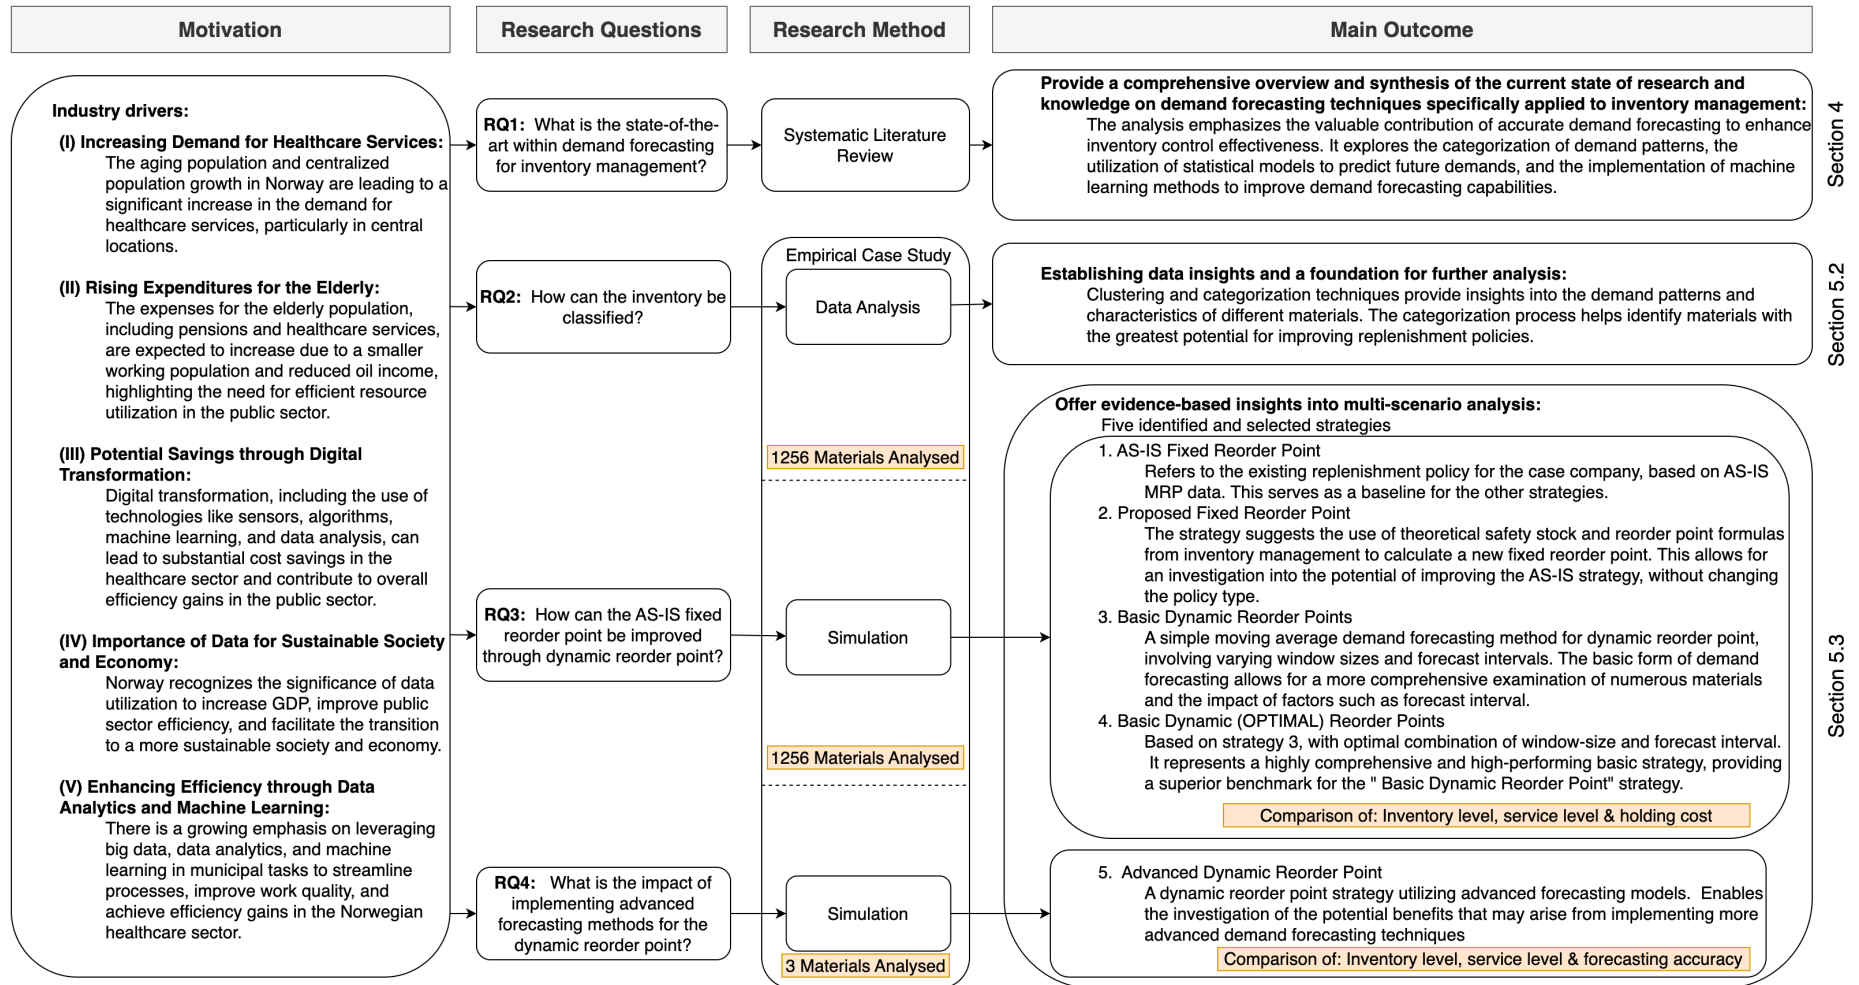 Motivation
Research Questions
Research Method
Main Outcome
Industry drivers:
(I) Increasing Demand for Healthcare Services:
The aging population and centralized
population growth in Norway are leading to a
significant increase in the demand for
healthcare services, particularly in central
locations.
(II) Rising Expenditures for the Elderly:
The expenses for the elderly population,
including pensions and healthcare services,
are expected to increase due to a smaller
working population and reduced oil income,
highlighting the need for efficient resource
utilization in the public sector.
(III) Potential Savings through Digital
Transformation:
Digital transformation, including the use of
technologies like sensors, algorithms,
machine learning, and data analysis, can
lead to substantial cost savings in the
healthcare sector and contribute to overall
efficiency gains in the public sector.
(IV) Importance of Data for Sustainable Society
and Economy:
Norway recognizes the significance of data
utilization to increase GDP, improve public
sector efficiency, and facilitate the transition
to a more sustainable society and economy.
(V) Enhancing Efficiency through Data
Analytics and Machine Learning:
There is a growing emphasis on leveraging
big data, data analytics, and machine
learning in municipal tasks to streamline
processes, improve work quality, and
achieve efficiency gains in the Norwegian
healthcare sector.
RQ1: What is the state-of-the-
art within demand forecasting
for inventory management?
Systematic Literature
Review
Provide a comprehensive overview and synthesis of the current state of research and
knowledge on demand forecasting techniques specifically applied to inventory management:
The analysis emphasizes the valuable contribution of accurate demand forecasting to enhance
inventory control effectiveness. It explores the categorization of demand patterns, the
utilization of statistical models to predict future demands, and the implementation of machine
learning methods to improve demand forecasting capabilities.
Section 4
RQ2: How can the inventory be
classified?
Empirical Case Study
Data Analysis
1256 Materials Analysed
Establishing data insights and a foundation for further analysis:
Clustering and categorization techniques provide insights into the demand patterns and
characteristics of different materials. The categorization process helps identify materials with
the greatest potential for improving replenishment policies.
Section 5.2
RQ3: How can the AS-IS fixed
reorder point be improved
through dynamic reorder point?
Simulation
1256 Materials Analysed
Offer evidence-based insights into multi-scenario analysis:
Five identified and selected strategies
1. AS-IS Fixed Reorder Point
Refers to the existing replenishment policy for the case company, based on AS-IS
MRP data. This serves as a baseline for the other strategies.
2. Proposed Fixed Reorder Point
The strategy suggests the use of theoretical safety stock and reorder point formulas
from inventory management to calculate a new fixed reorder point. This allows for
an investigation into the potential of improving the AS-IS strategy, without changing
the policy type.
3. Basic Dynamic Reorder Points
A simple moving average demand forecasting method for dynamic reorder point,
involving varying window sizes and forecast intervals. The basic form of demand
forecasting allows for a more comprehensive examination of numerous materials
and the impact of factors such as forecast interval.
4. Basic Dynamic (OPTIMAL) Reorder Points
Based on strategy 3, with optimal combination of window-size and forecast interval.
It represents a highly comprehensive and high-performing basic strategy, providing
a superior benchmark for the " Basic Dynamic Reorder Point" strategy.
Comparison of: Inventory level, service level & holding cost
Section 5.3
RQ4: What is the impact of
implementing advanced
forecasting methods for the
dynamic reorder point?
Simulation
3 Materials Analysed
5. Advanced Dynamic Reorder Point
A dynamic reorder point strategy utilizing advanced forecasting models. Enables
the investigation of the potential benefits that may arise from implementing more
advanced demand forecasting techniques
Comparison of: Inventory level, service level & forecasting accuracy